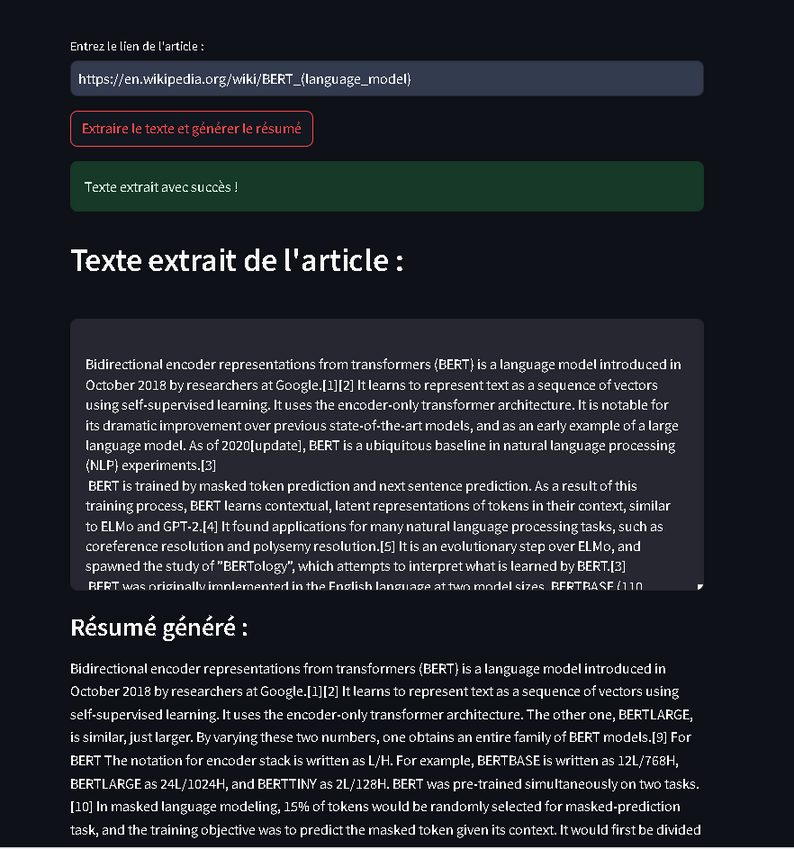 Entrez le lien de l'article :
https://en.wikipedia.org/wiki/BERT_(language_model)
Extraire le texte et générer le résumé
Texte extrait avec succès !
Texte extrait de l'article :
Bidirectional encoder representations from transformers (BERT) is a language model introduced in
October 2018 by researchers at Google.[1][2] It learns to represent text as a sequence of vectors
using self-supervised learning. It uses the encoder-only transformer architecture. It is notable for
its dramatic improvement over previous state-of-the-art models, and as an early example of a large
language model. As of 2020[update], BERT is a ubiquitous baseline in natural language processing
(NLP) experiments.[3]
BERT is trained by masked token prediction and next sentence prediction. As a result of this
training process, BERT learns contextual, latent representations of tokens in their context, similar
to ELMo and GPT-2.[4] It found applications for many natural language processing tasks, such as
coreference resolution and polysemy resolution.[5] It is an evolutionary step over ELMo, and
spawned the study of "BERTology", which attempts to interpret what is learned by BERT.[3]
BERT was originally implemented in the English language at two model sizes, BERTBASE (110
Résumé généré :
Bidirectional encoder representations from transformers (BERT) is a language model introduced in
October 2018 by researchers at Google.[1][2] It learns to represent text as a sequence of vectors using
self-supervised learning. It uses the encoder-only transformer architecture. The other one, BERTLARGE,
is similar, just larger. By varying these two numbers, one obtains an entire family of BERT models.[9] For
BERT The notation for encoder stack is written as L/H. For example, BERTBASE is written as 12L/768H,
BERTLARGE as 24L/1024H, and BERTTINY as 2L/128H. BERT was pre-trained simultaneously on two tasks.
[10] In masked language modeling, 15% of tokens would be randomly selected for masked-prediction
task, and the training objective was to predict the masked token given its context. It would first be divided